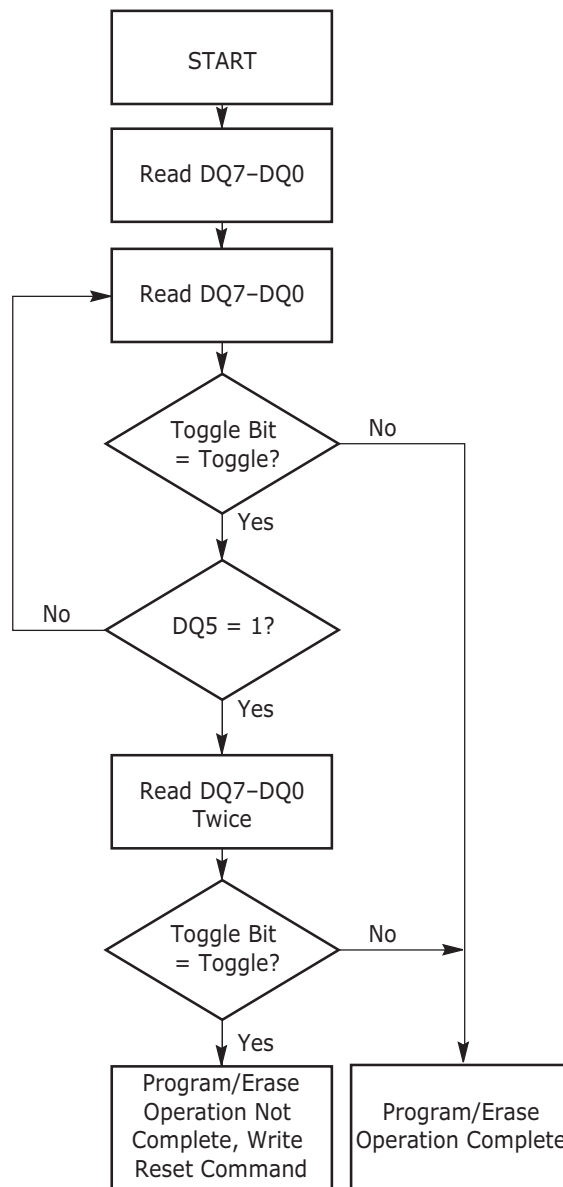 START
Read DQ7–DQ0
Read DQ7–DQ0
Toggle Bit
= Toggle?
No
Yes
No
DQ5 = 1?
Yes
Read DQ7–DQ0
Twice
Toggle Bit
= Toggle?
No
Yes
Program/Erase
Operation Not
Complete, Write
Reset Command
Program/Erase
Operation Complete